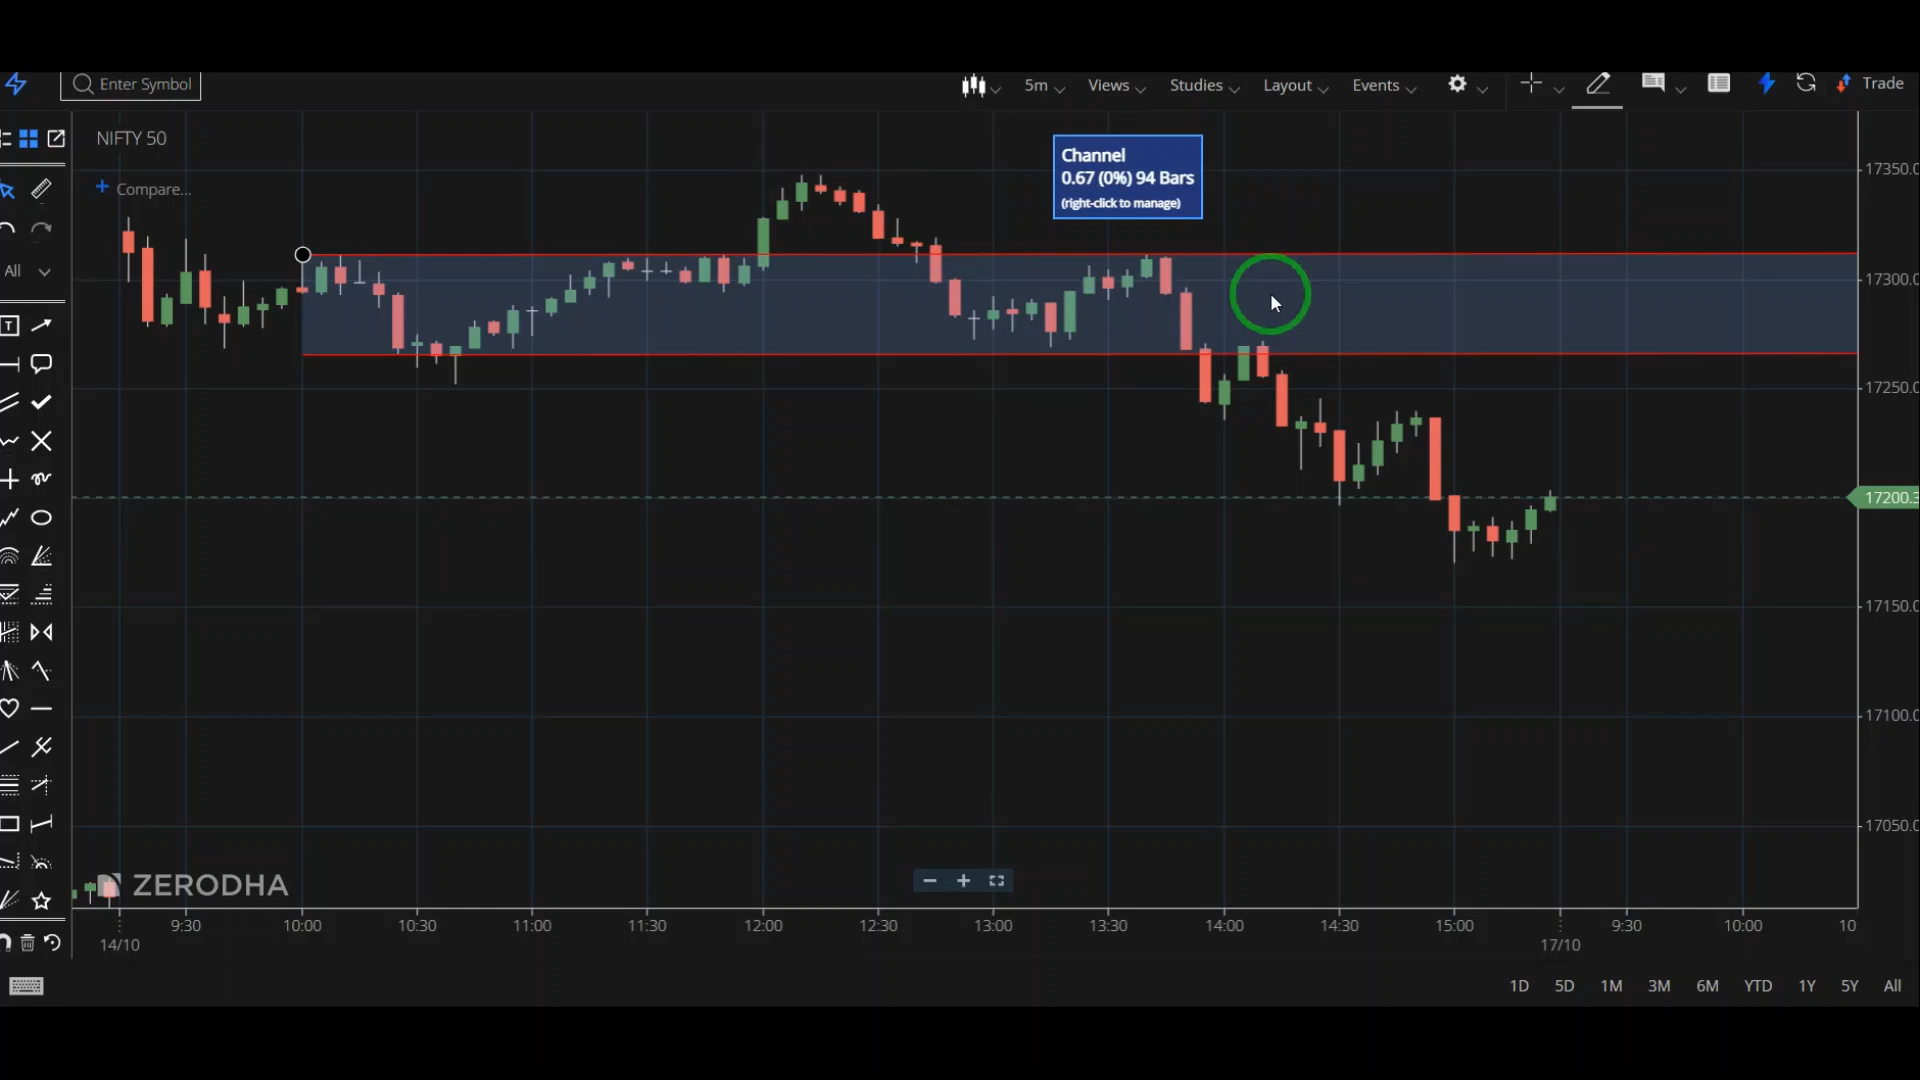 Enter Symbol
5m
Views
Studies
Layout
Events
Trade
NIFTY 50
+ Compare...
Channel
0.67 (0%) 94 Bars
(right-click to manage)
All
T
17350.0
17300.0
17250.0
17200.3
17150.0
17100.0
17050.0
ZERODHA
9:30
10:00
10:30
11:00
11:30
12:00
12:30
13:00
13:30
14:00
14:30
15:00
9:30
10:00
10
14/10
17/10
1D
5D
1M
3M
6M
YTD
1Y
5Y
All